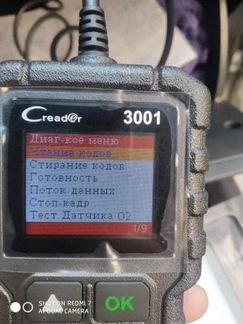 Creader 3001
Диаг-кое меню
Чтение кодов
Стирание кодов
Готовность
Поток данных
Стоп-кадр
Тест Датчика O2
1/9
OK
SHOT ON REDMI 7
AI DUAL CAMERA